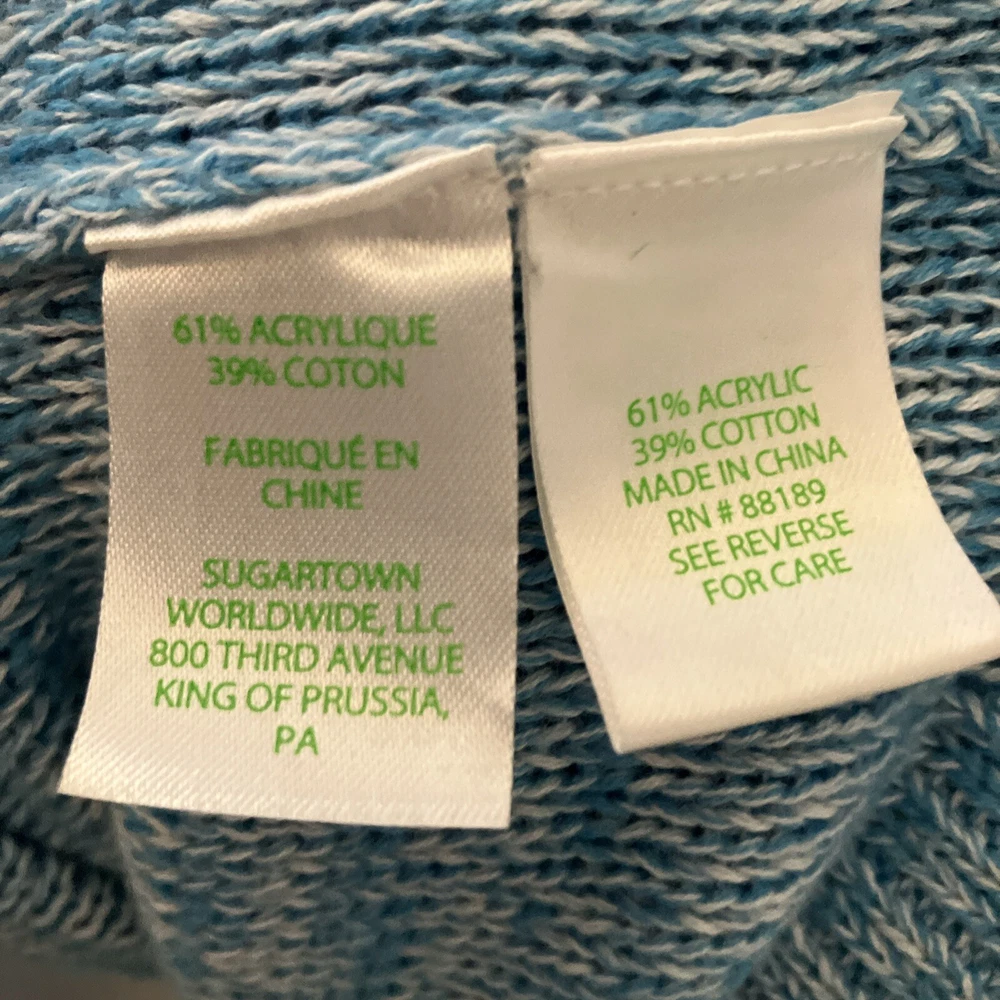 61% ACRYLIQUE
39% COTON
FABRIQUÉ EN
CHINE
SUGARTOWN
WORLDWIDE, LLC
800 THIRD AVENUE
KING OF PRUSSIA,
PA
61% ACRYLIC
39% COTTON
MADE IN CHINA
RN # 88189
SEE REVERSE
FOR CARE